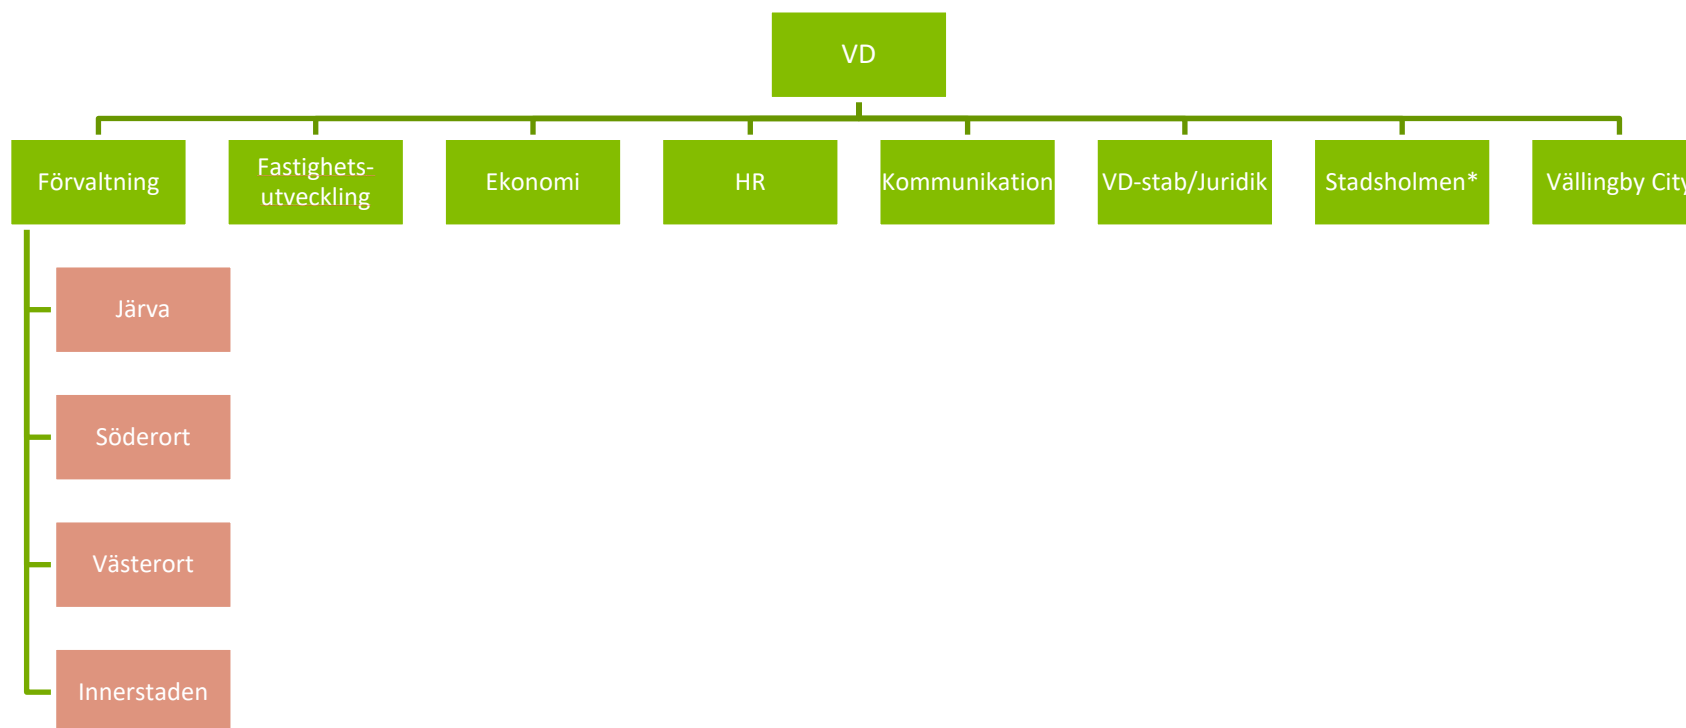 VD
Förvaltning
Fastighets-
utveckling
Ekonomi
HR
Kommunikation
VD-stab/Juridik
Stadsholmen*
Vällingby City
Järva
Söderort
Västerort
Innerstaden